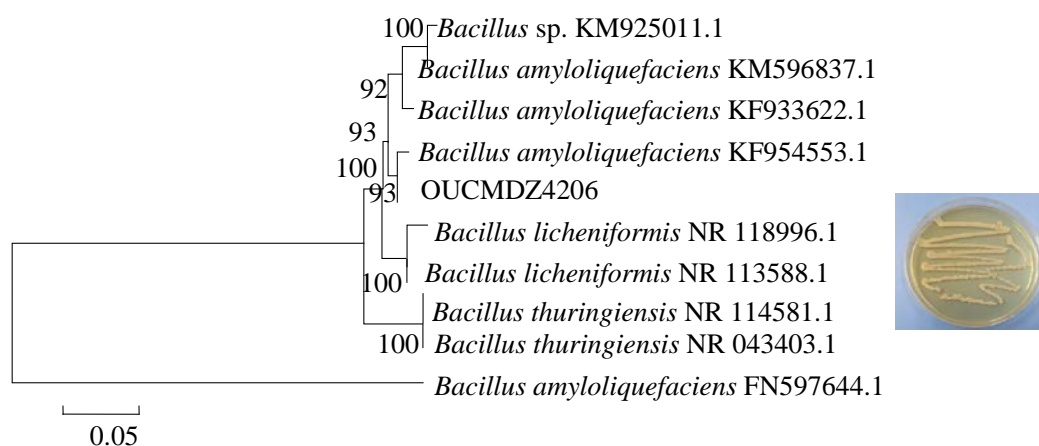 100 Bacillus sp. KM925011.1
Bacillus amyloliquefaciens KM596837.1
92
Bacillus amyloliquefaciens KF933622.1
93
Bacillus amyloliquefaciens KF954553.1
100
93 OUCMDZ4206
Bacillus licheniformis NR 118996.1
100 Bacillus licheniformis NR 113588.1
Bacillus thuringiensis NR 114581.1
100 Bacillus thuringiensis NR 043403.1
Bacillus amyloliquefaciens FN597644.1
0.05